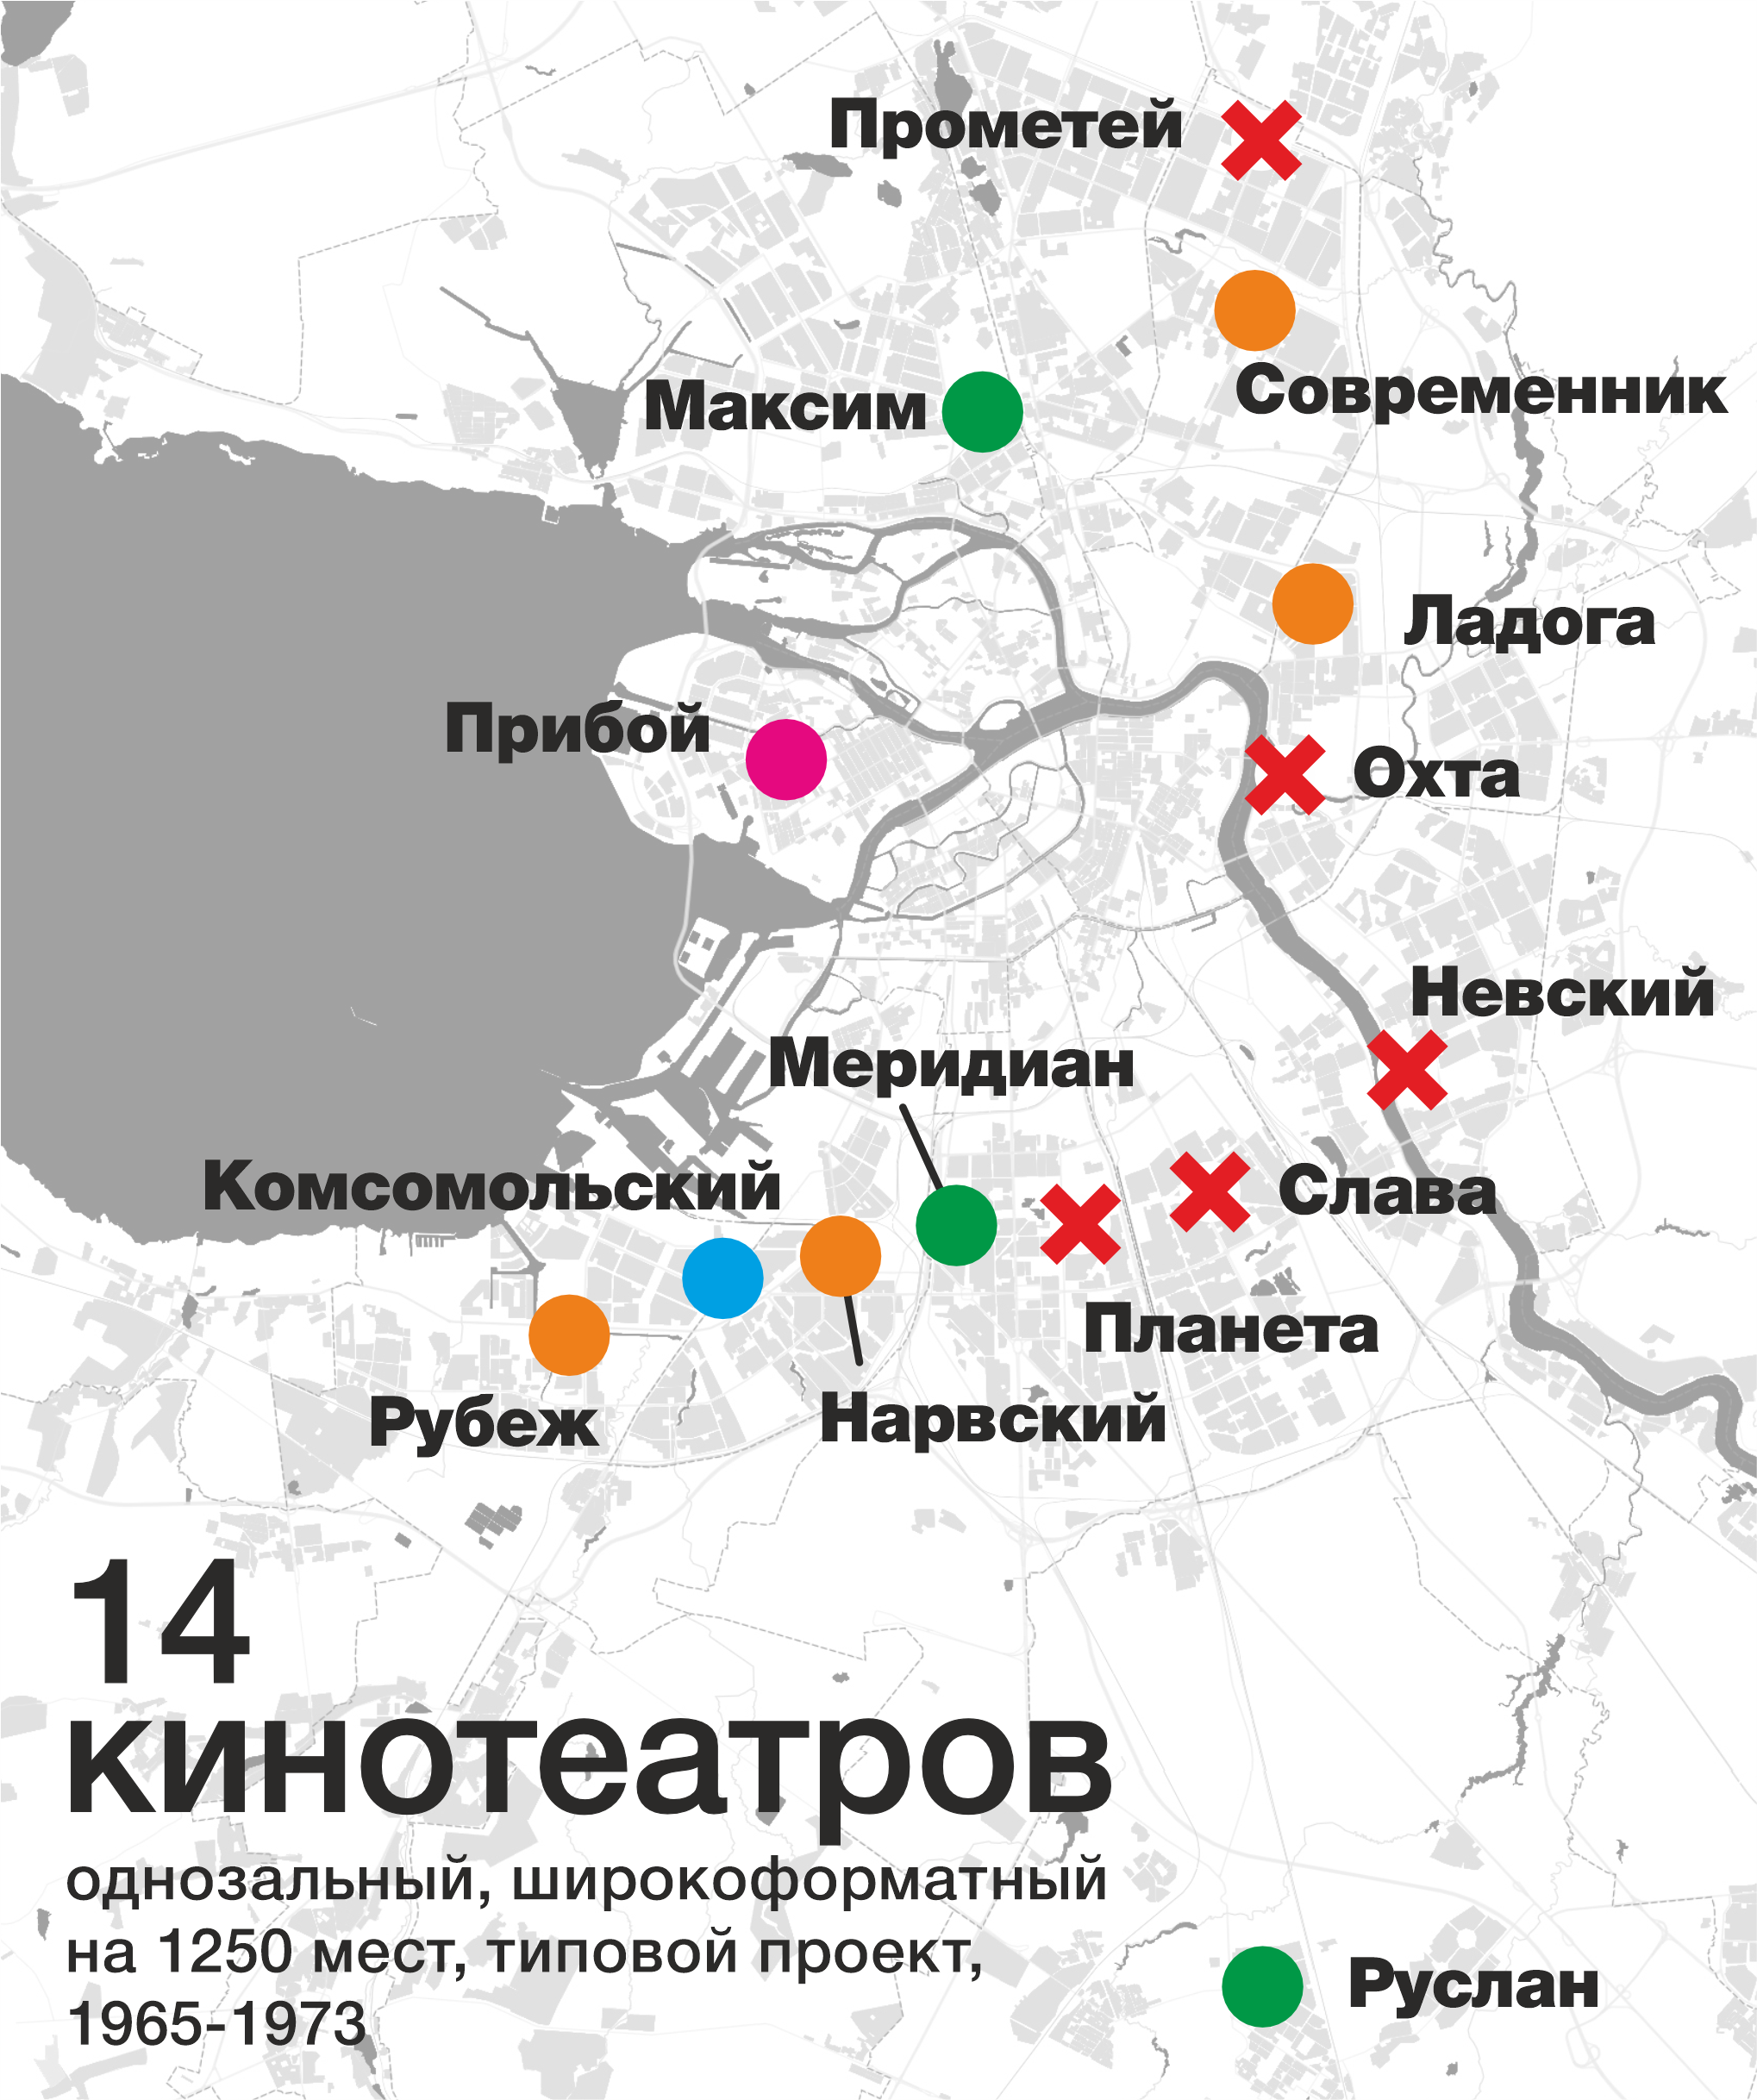 Прометей
Современник
Максим
Ладога
Прибой
Охта
Невский
Меридиан
Комсомольский
Слава
Планета
Рубеж
Нарвский
14
кинотеатров
однозальный, широкоформатный
на 1250 мест, типовой проект,
1965-1973
Руслан